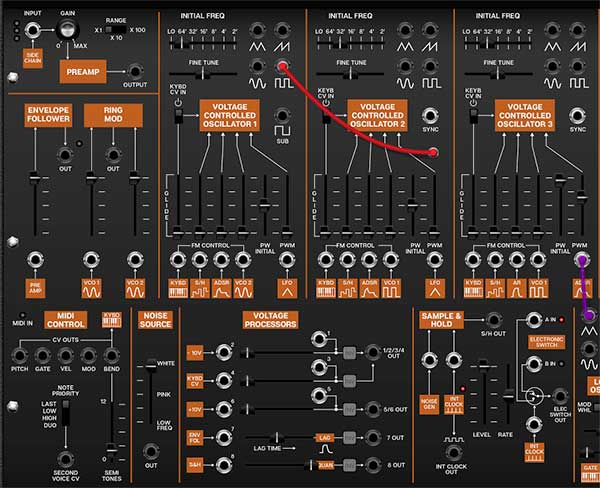 INPUT
GAIN
RANGE
X 1
X 10
0
MAX
SIDE
CHAIN
PREAMP
OUTPUT
ENVELOPE
FOLLOWER
RING
MOD
OUT
OUT
PRE
AMP
VCO 1
VCO 2
INITIAL FREQ
LO 64' 32' 16' 8' 4' 2'
FINE TUNE
KYBD
CV IN
VOLTAGE
CONTROLLED
OSCILLATOR 1
SUB
GLIDE
FM CONTROL
PW
INITIAL
PWM
KYBD
S/H
ADSR
VCO 2
LFO
INITIAL FREQ
LO 64' 32' 16' 8' 4' 2'
FINE TUNE
KEYB
CV IN
VOLTAGE
CONTROLLED
OSCILLATOR 2
SYNC
GLIDE
FM CONTROL
PW
INITIAL
PWM
KYBD
S/H
ADSR
VCO 1
LFO
INITIAL FREQ
LO 64' 32' 16' 8' 4' 2'
FINE TUNE
KEYB
CV IN
VOLTAGE
CONTROLLED
OSCILLATOR 3
SYNC
GLIDE
FM CONTROL
PW
INITIAL
PWM
KYBD
S/H
AR
VCO 1
ADSR
MIDI IN
MIDI
CONTROL
KYBD
CV OUTS
PITCH
GATE
VEL
MOD
BEND
NOTE
PRIORITY
LAST
LOW
HIGH
DUO
12
0
SEMI
TONES
SECOND
VOICE CV
NOISE
SOURCE
WHITE
PINK
LOW
FREQ
OUT
VOLTAGE
PROCESSORS
10V
2
1
1/2/3/4
OUT
KYBD
CV
4
3
+10V
6
5
5/6 OUT
ENV
FOL
7
LAG TIME
LAG
7 OUT
S&H
8
8 OUT
SAMPLE &
HOLD
S/H OUT
NOISE
GEN
INT
CLOCK
LEVEL
RATE
INT CLOCK
OUT
A IN
ELECTRONIC
SWITCH
B IN
ELEC
SWITCH
OUT
INT
CLOCK
MOD
WHE
GATE